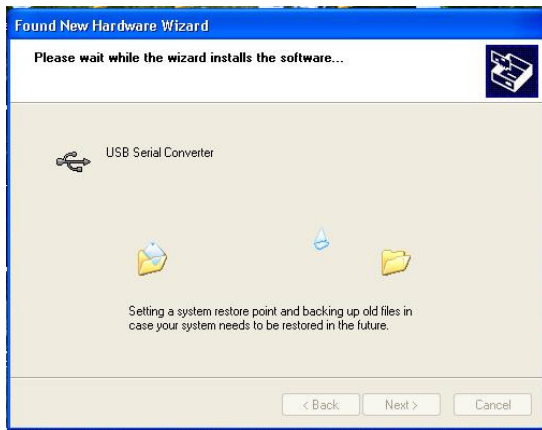 Found New Hardware Wizard
Please wait while the wizard installs the software...
USB Serial Converter
Setting a system restore point and backing up old files in
case your system needs to be restored in the future.
< Back Next > Cancel